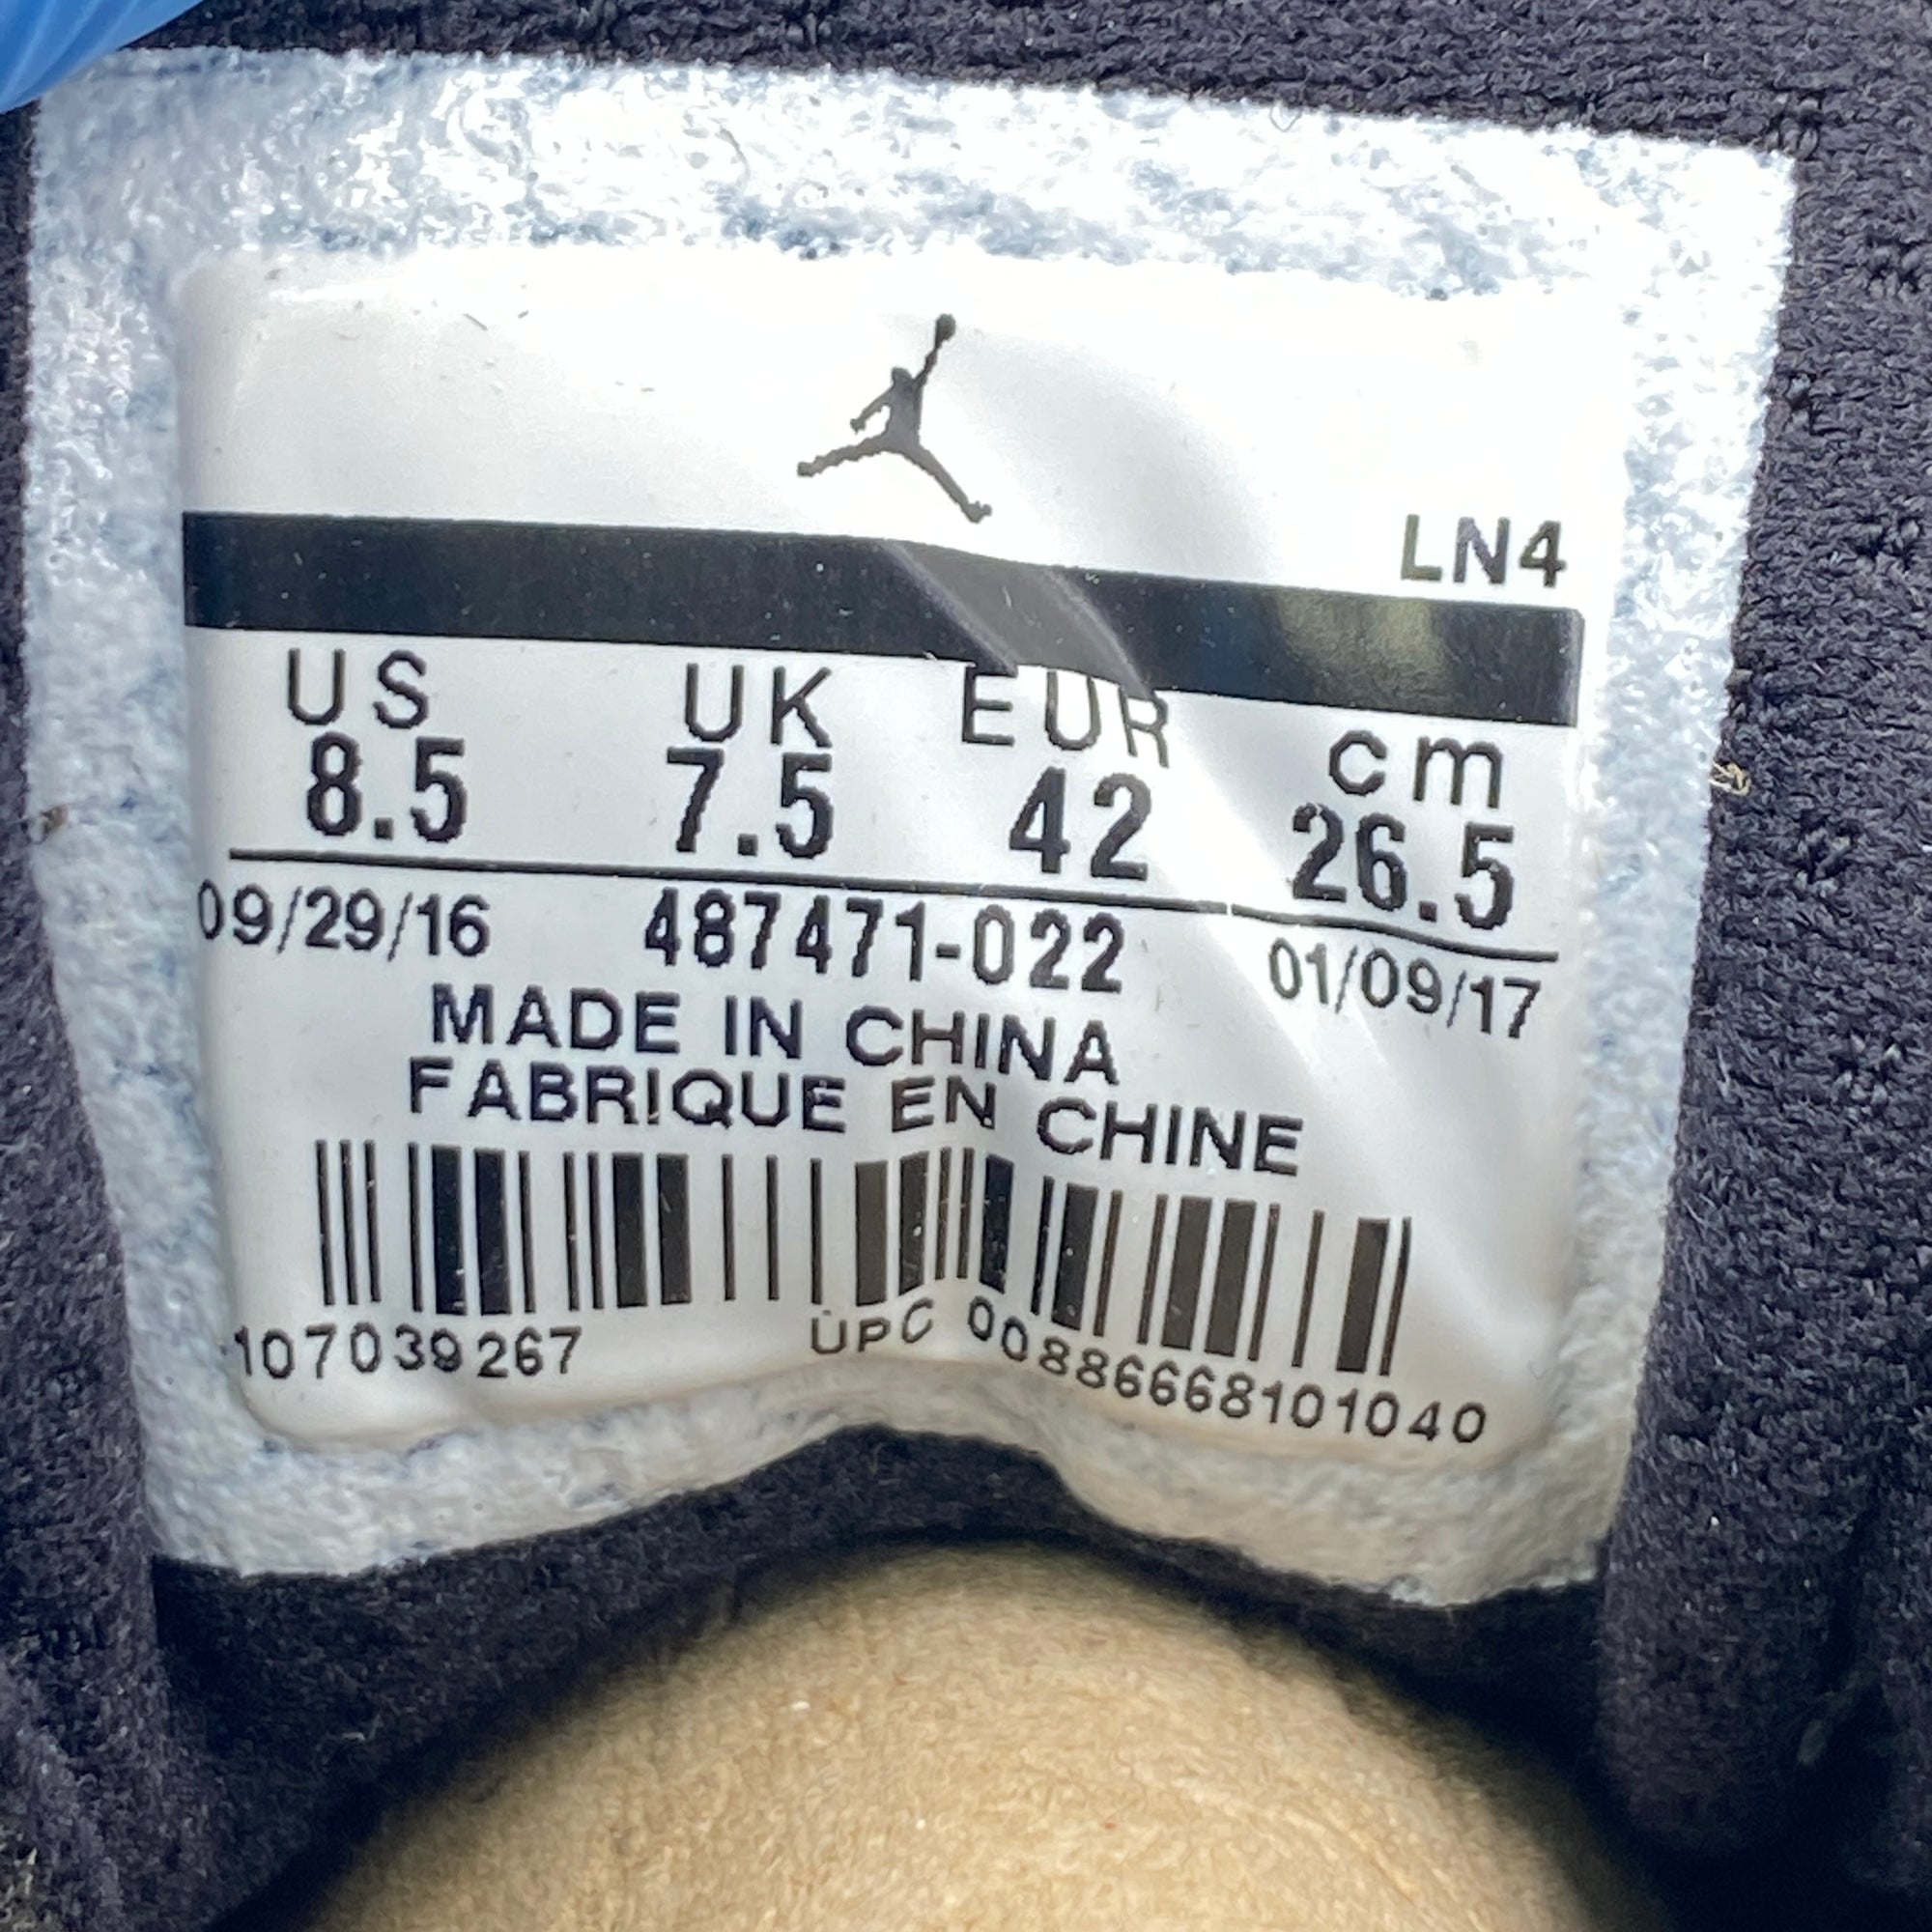 LN4
US UK EUR cm
8.5 7.5 42 26.5
09/29/16 487471-022 01/09/17
MADE IN CHINA
FABRIQUE EN CHINE
107039267 UPC 00886668101040